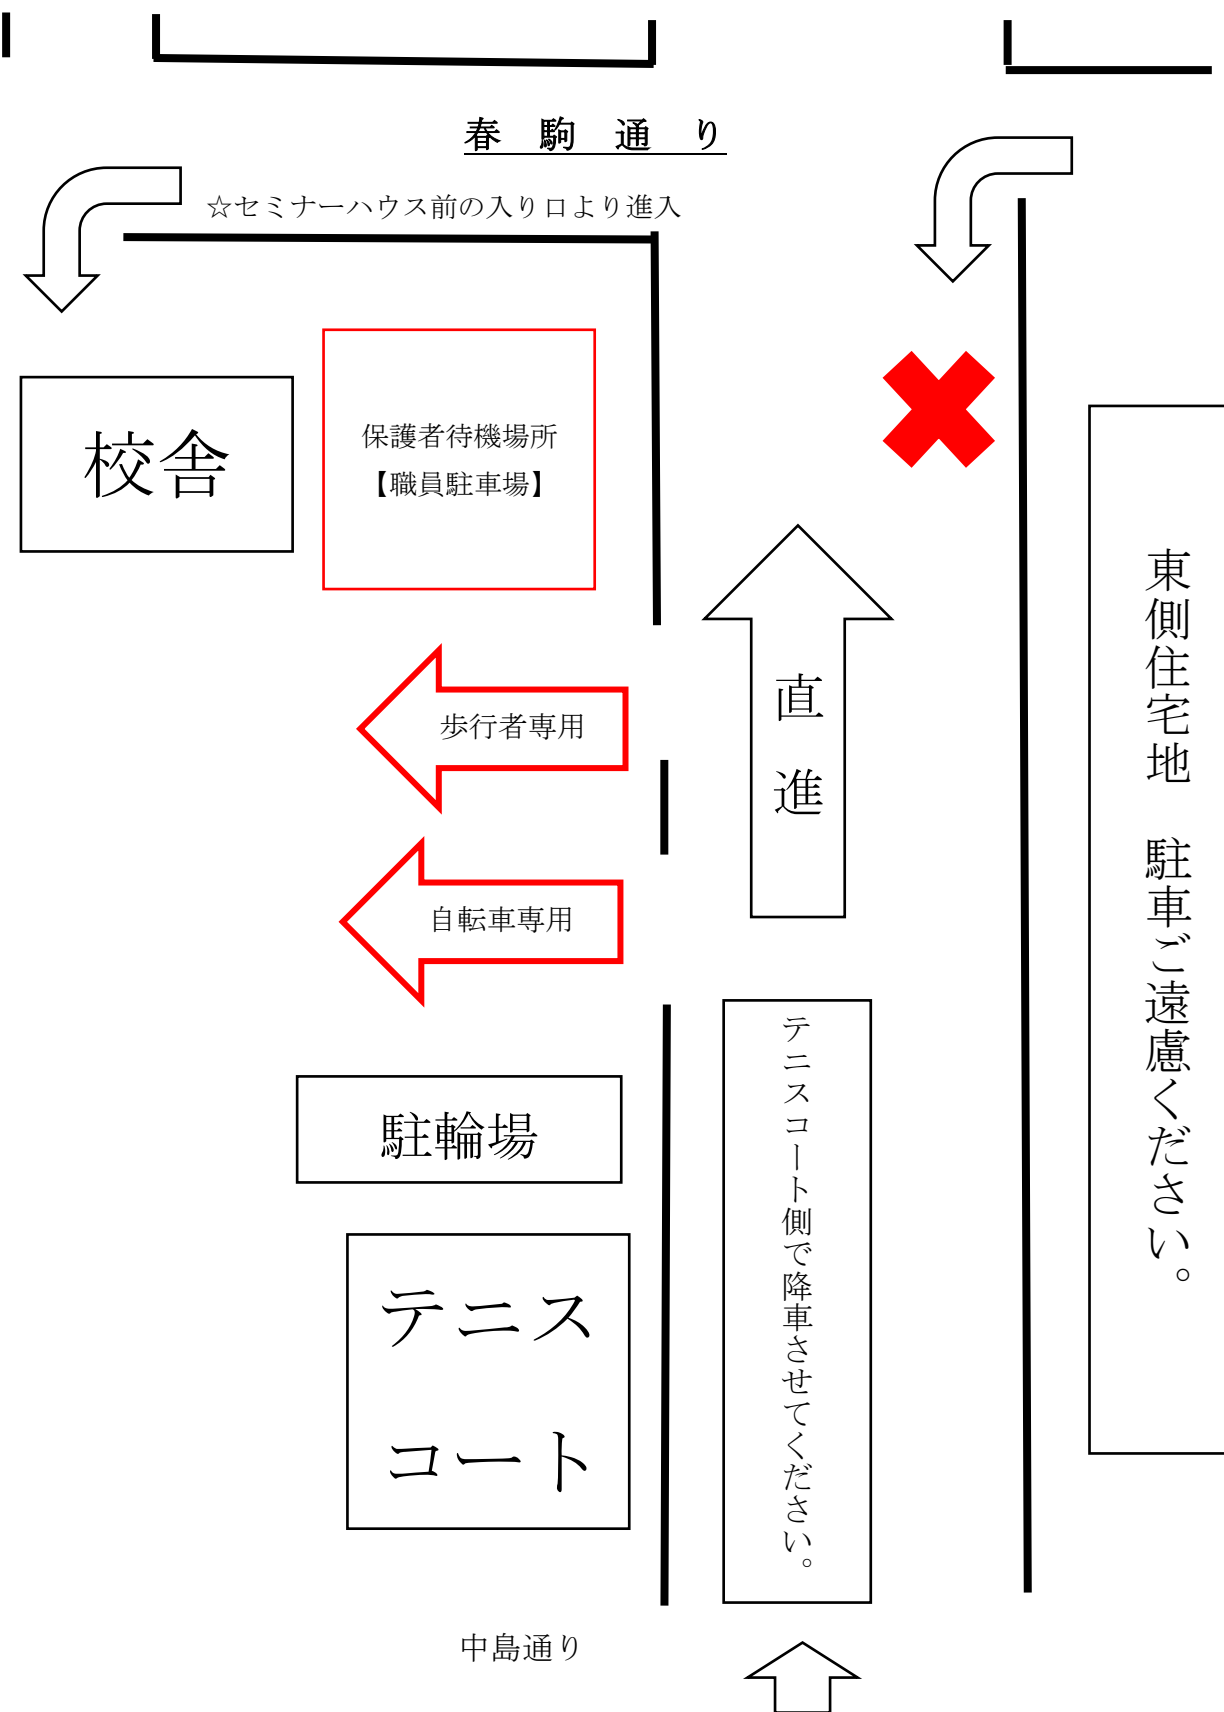 春　駒　通　り
☆セミナーハウス前の入り口より進入
校舎
保護者待機場所
【職員駐車場】
歩行者専用
直進
自転車専用
東側住宅地　駐車ご遠慮ください。
駐輪場
テニスコート側で降車させてください。
テニス
コート
中島通り